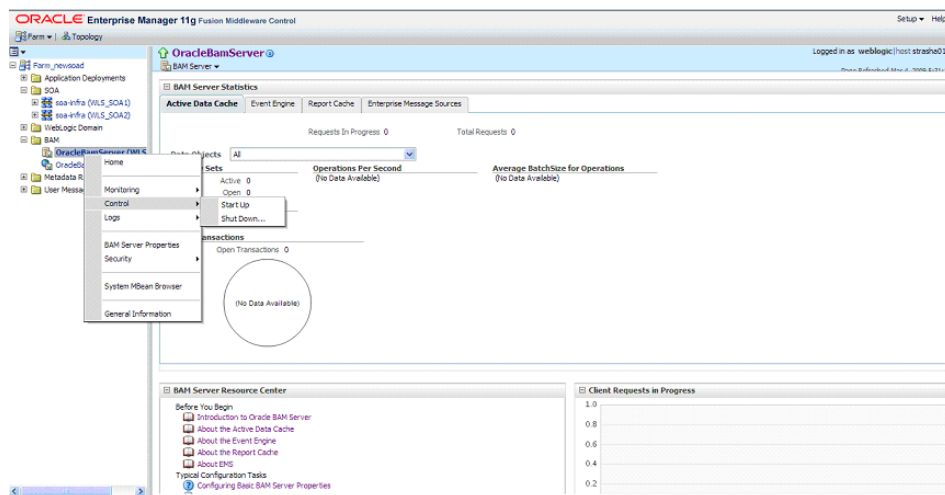 ORACLE Enterprise Manager 11g Fusion Middleware Control
Setup Help
Farm Topology
OracleBamServer
Logged in as weblogic|host strasha01
BAM Server
Farm_newsoad
Application Deployments
SOA
soa-infra (WLS_SOA1)
soa-infra (WLS_SOA2)
WebLogic Domain
BAM
OracleBamServer (WLS
OracleBa
Metadata R
User Messa
Home
Monitoring
Control
Logs
BAM Server Properties
Security
System MBean Browser
General Information
Start Up
Shut Down...
BAM Server Statistics
Active Data Cache Event Engine Report Cache Enterprise Message Sources
Requests In Progress 0 Total Requests 0
Data Objects All
Sets
Active 0
Open 0
Operations Per Second
(No Data Available)
Average BatchSize for Operations
(No Data Available)
ansactions
Open Transactions 0
(No Data Available)
BAM Server Resource Center
Before You Begin
Introduction to Oracle BAM Server
About the Active Data Cache
About the Event Engine
About the Report Cache
About EMS
Typical Configuration Tasks
Configuring Basic BAM Server Properties
Client Requests in Progress
1.0
0.8
0.6
0.4
0.2